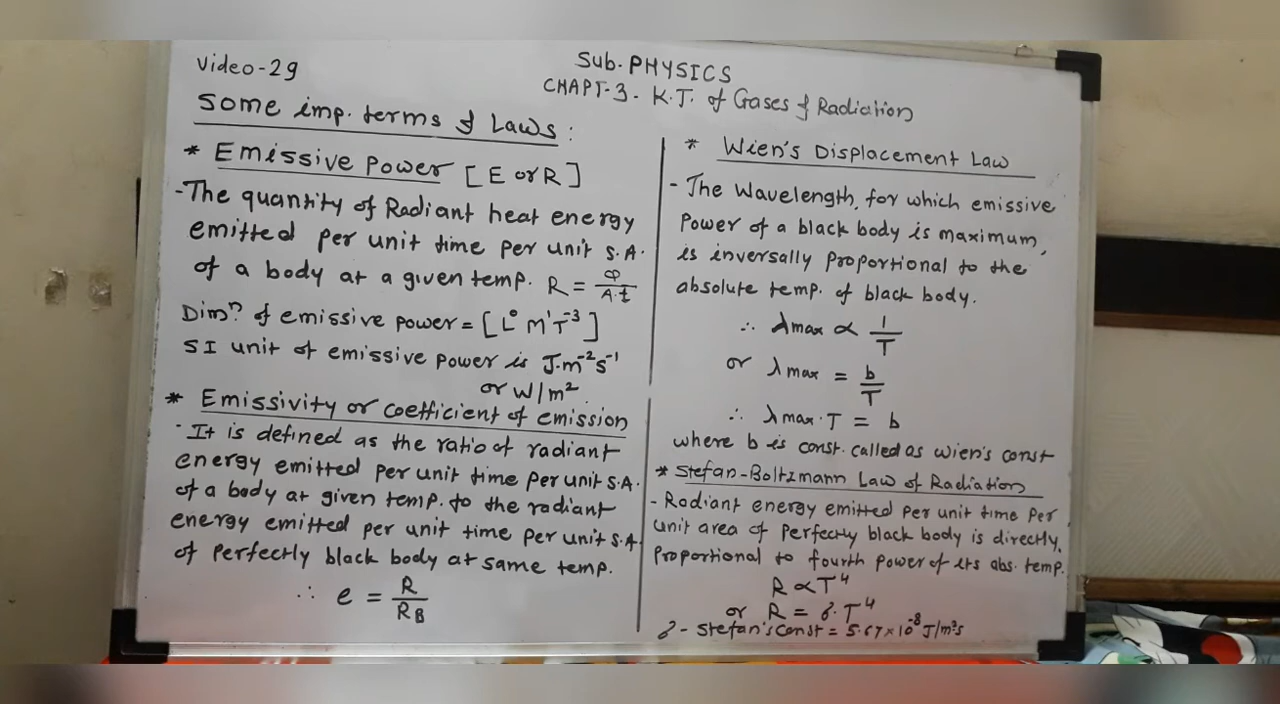 Video-29
Sub. PHYSICS
CHAPT-3 - K.T. of Gases & Radiation
Some imp. terms & Laws:
* Emissive Power [E or R]
- The quantity of Radiant heat energy
emitted per unit time per unit S.A.
of a body at a given temp. R = Q/A·t
Dimⁿ of emissive power = [L⁰ M¹ T⁻³]
SI unit of emissive power is J·m⁻²s⁻¹
or W/m²
* Emissivity or coefficient of emission
- It is defined as the ratio of radiant
energy emitted per unit time per unit S.A.
of a body at given temp. to the radiant
energy emitted per unit time per unit S.A.
of perfectly black body at same temp.
∴ e = R/R_B
* Wien's Displacement Law
- The Wavelength, for which emissive
power of a black body is maximum,
is inversally proportional to the
absolute temp. of black body.
∴ λmax ∝ 1/T
or λmax = b/T
∴ λmax·T = b
where b is const. called as Wien's const
* Stefan-Boltzmann Law of Radiation
- Radiant energy emitted per unit time per
unit area of perfectly black body is directly
proportional to fourth power of its abs. temp.
R ∝ T⁴
or R = σ·T⁴
σ - Stefan's const = 5.67×10⁻⁸ J/m²s